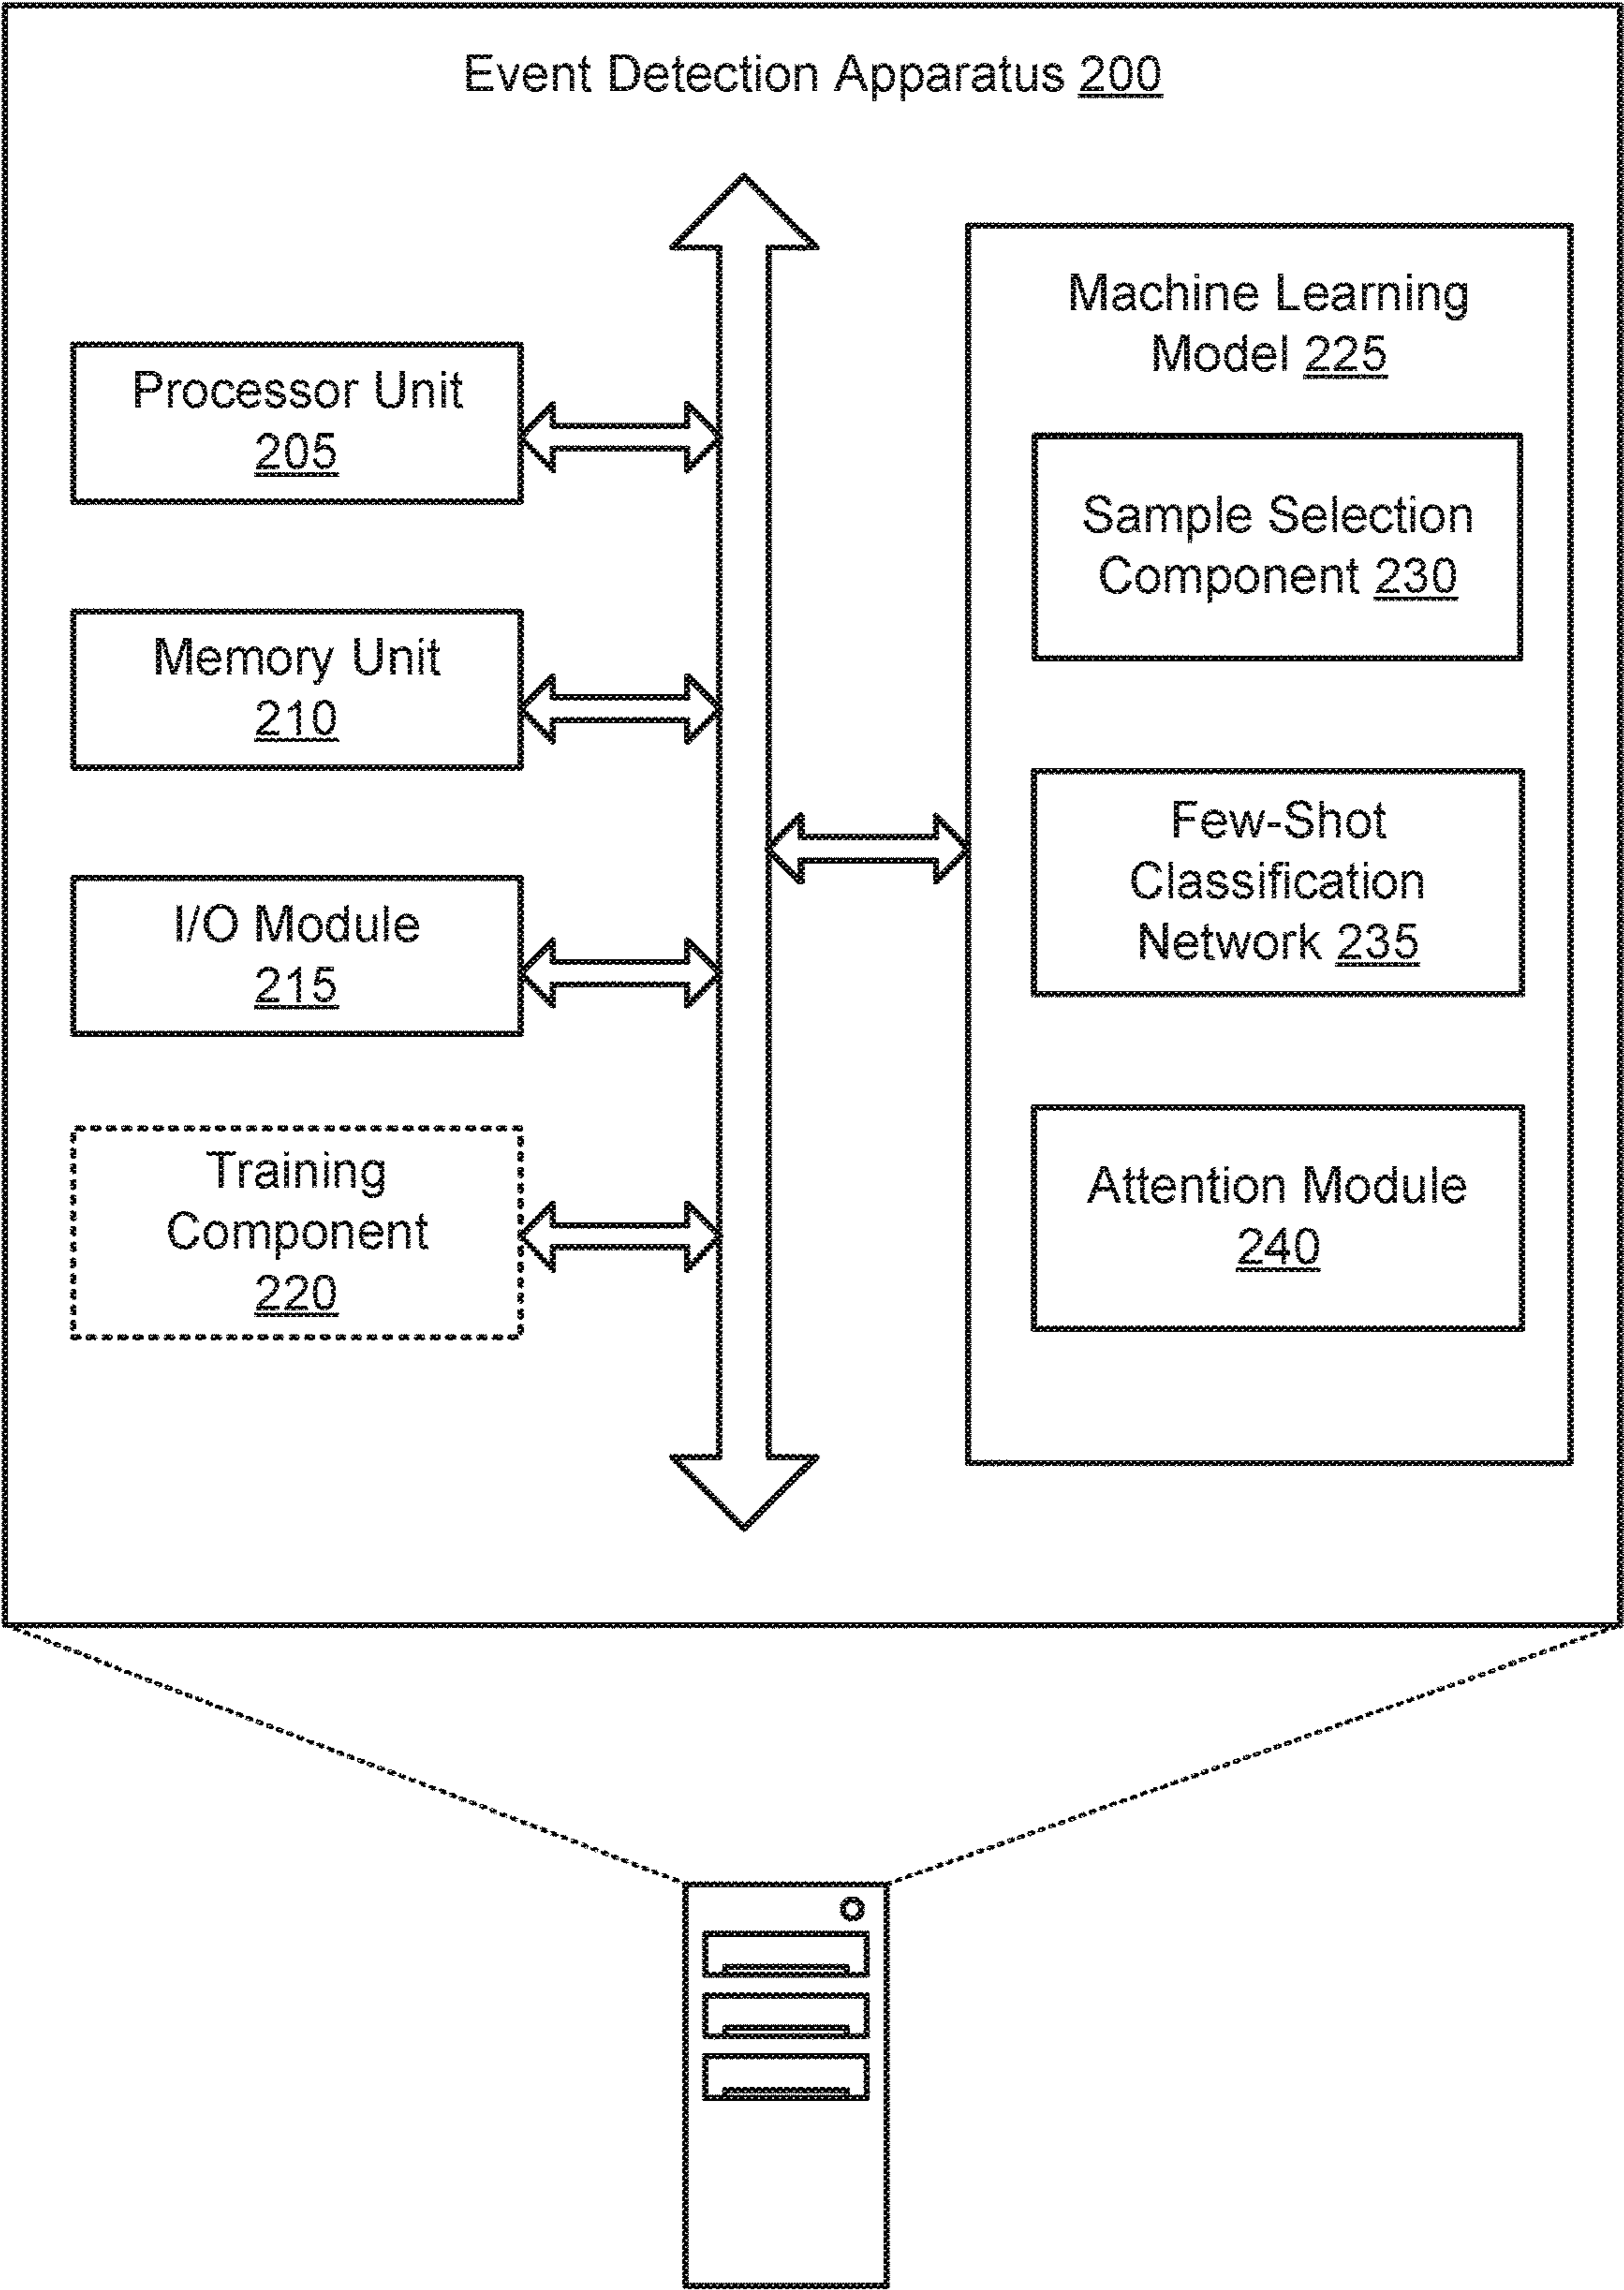 Event Detection Apparatus 200
Processor Unit
205
Memory Unit
210
I/O Module
215
Training
Component
220
Machine Learning
Model 225
Sample Selection
Component 230
Few-Shot
Classification
Network 235
Attention Module
240